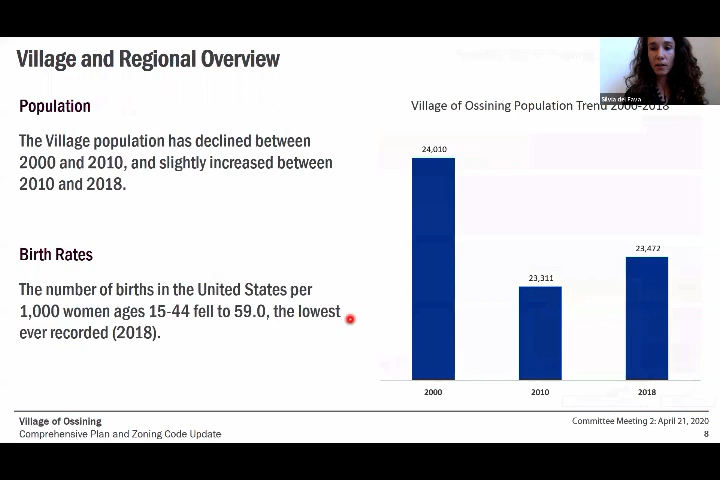 Village and Regional Overview
Silvia del Fava
Population
Village of Ossining Population Trend 2000-2018
The Village population has declined between
2000 and 2010, and slightly increased between
2010 and 2018.
24,010
23,311
23,472
Birth Rates
The number of births in the United States per
1,000 women ages 15-44 fell to 59.0, the lowest
ever recorded (2018).
2000 2010 2018
Village of Ossining
Comprehensive Plan and Zoning Code Update
Committee Meeting 2: April 21, 2020
8